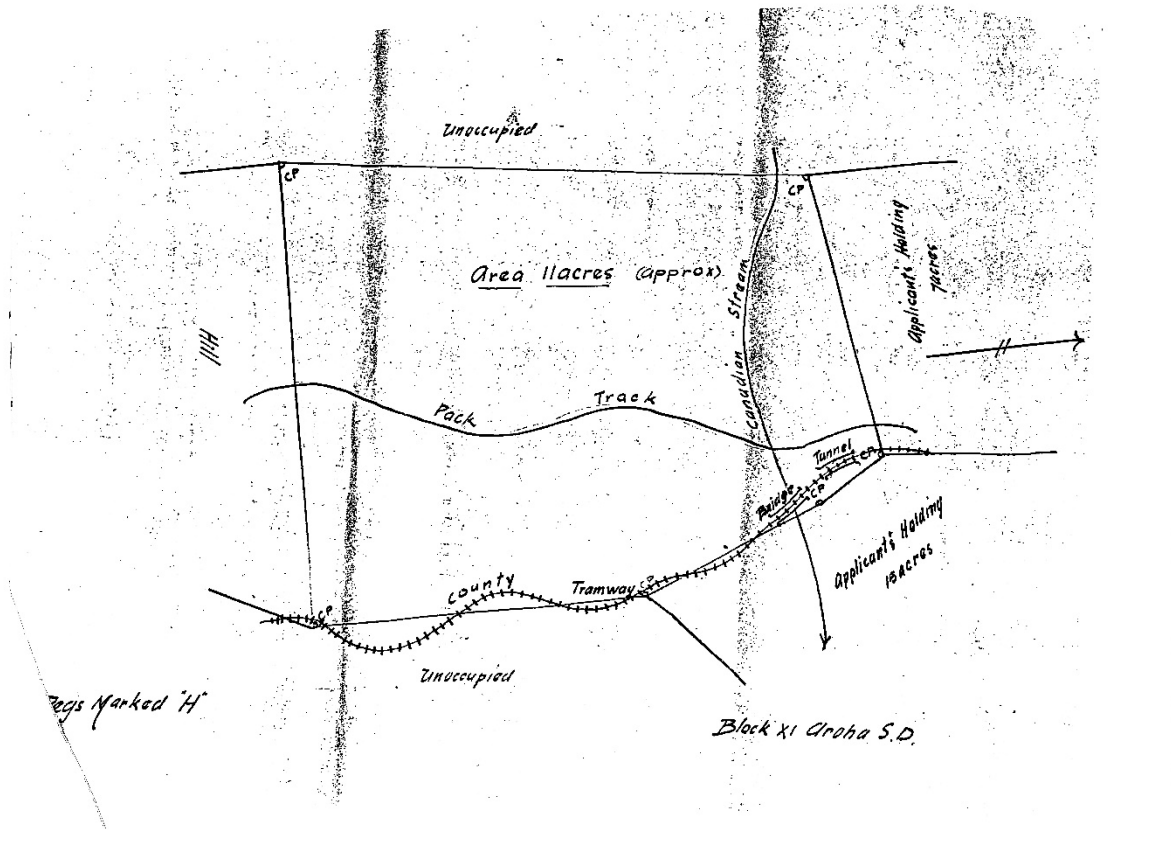 Unoccupied
CP
CP
Area 11acres (approx).
Canadian Stream
Applicant's Holding
7acres
Pack Track
Tunnel
CP
Bridge
CP
Applicant's Holding
15acres
County Tramway
CP
CP
Unoccupied
Pegs Marked "H"
Block XI Aroha S.D.